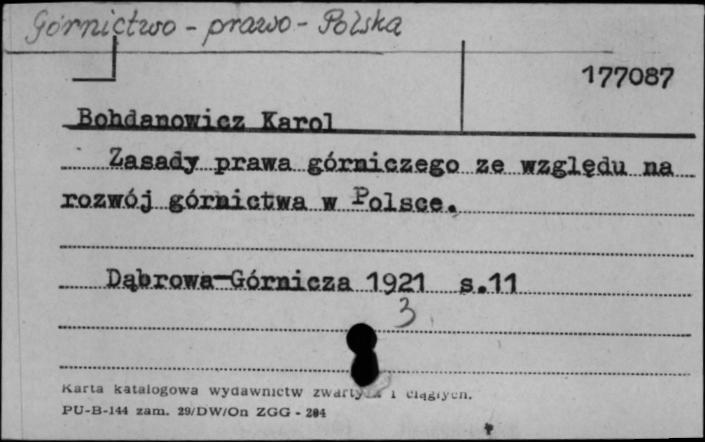 Górnictwo - prawo - Polska
177087
Bohdanowicz Karol
Zasady prawa górniczego ze względu na
rozwój górnictwa w Polsce.
Dąbrowa-Górnicza 1921 s.11
3
Karta katalogowa wydawnictw zwartych i ciągłych.
PU-B-144 zam. 29/DW/On ZGG - 204